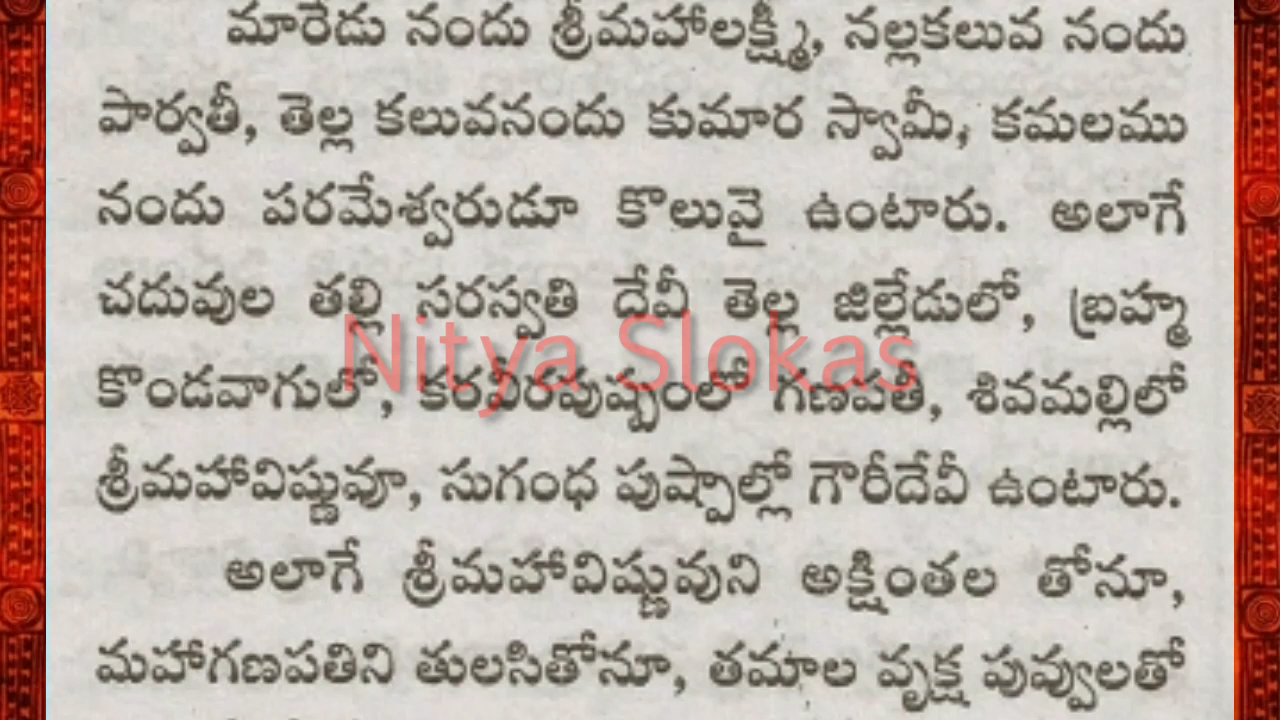 మారేడు నందు శ్రీమహాలక్ష్మి, నల్లకలువ నందు
పార్వతీ, తెల్ల కలువనందు కుమార స్వామీ, కమలము
నందు పరమేశ్వరుడూ కొలువై ఉంటారు. అలాగే
చదువుల తల్లి సరస్వతి దేవీ తెల్ల జిల్లేడులో, బ్రహ్మ
Nitya Slokas
కొండవాగులో, కరవీరపుష్పంలో గణపతీ, శివమల్లిలో
శ్రీమహావిష్ణువూ, సుగంధ పుష్పాల్లో గౌరీదేవీ ఉంటారు.
అలాగే శ్రీమహావిష్ణువుని అక్షింతల తోనూ,
మహాగణపతిని తులసితోనూ, తమాల వృక్ష పువ్వులతో